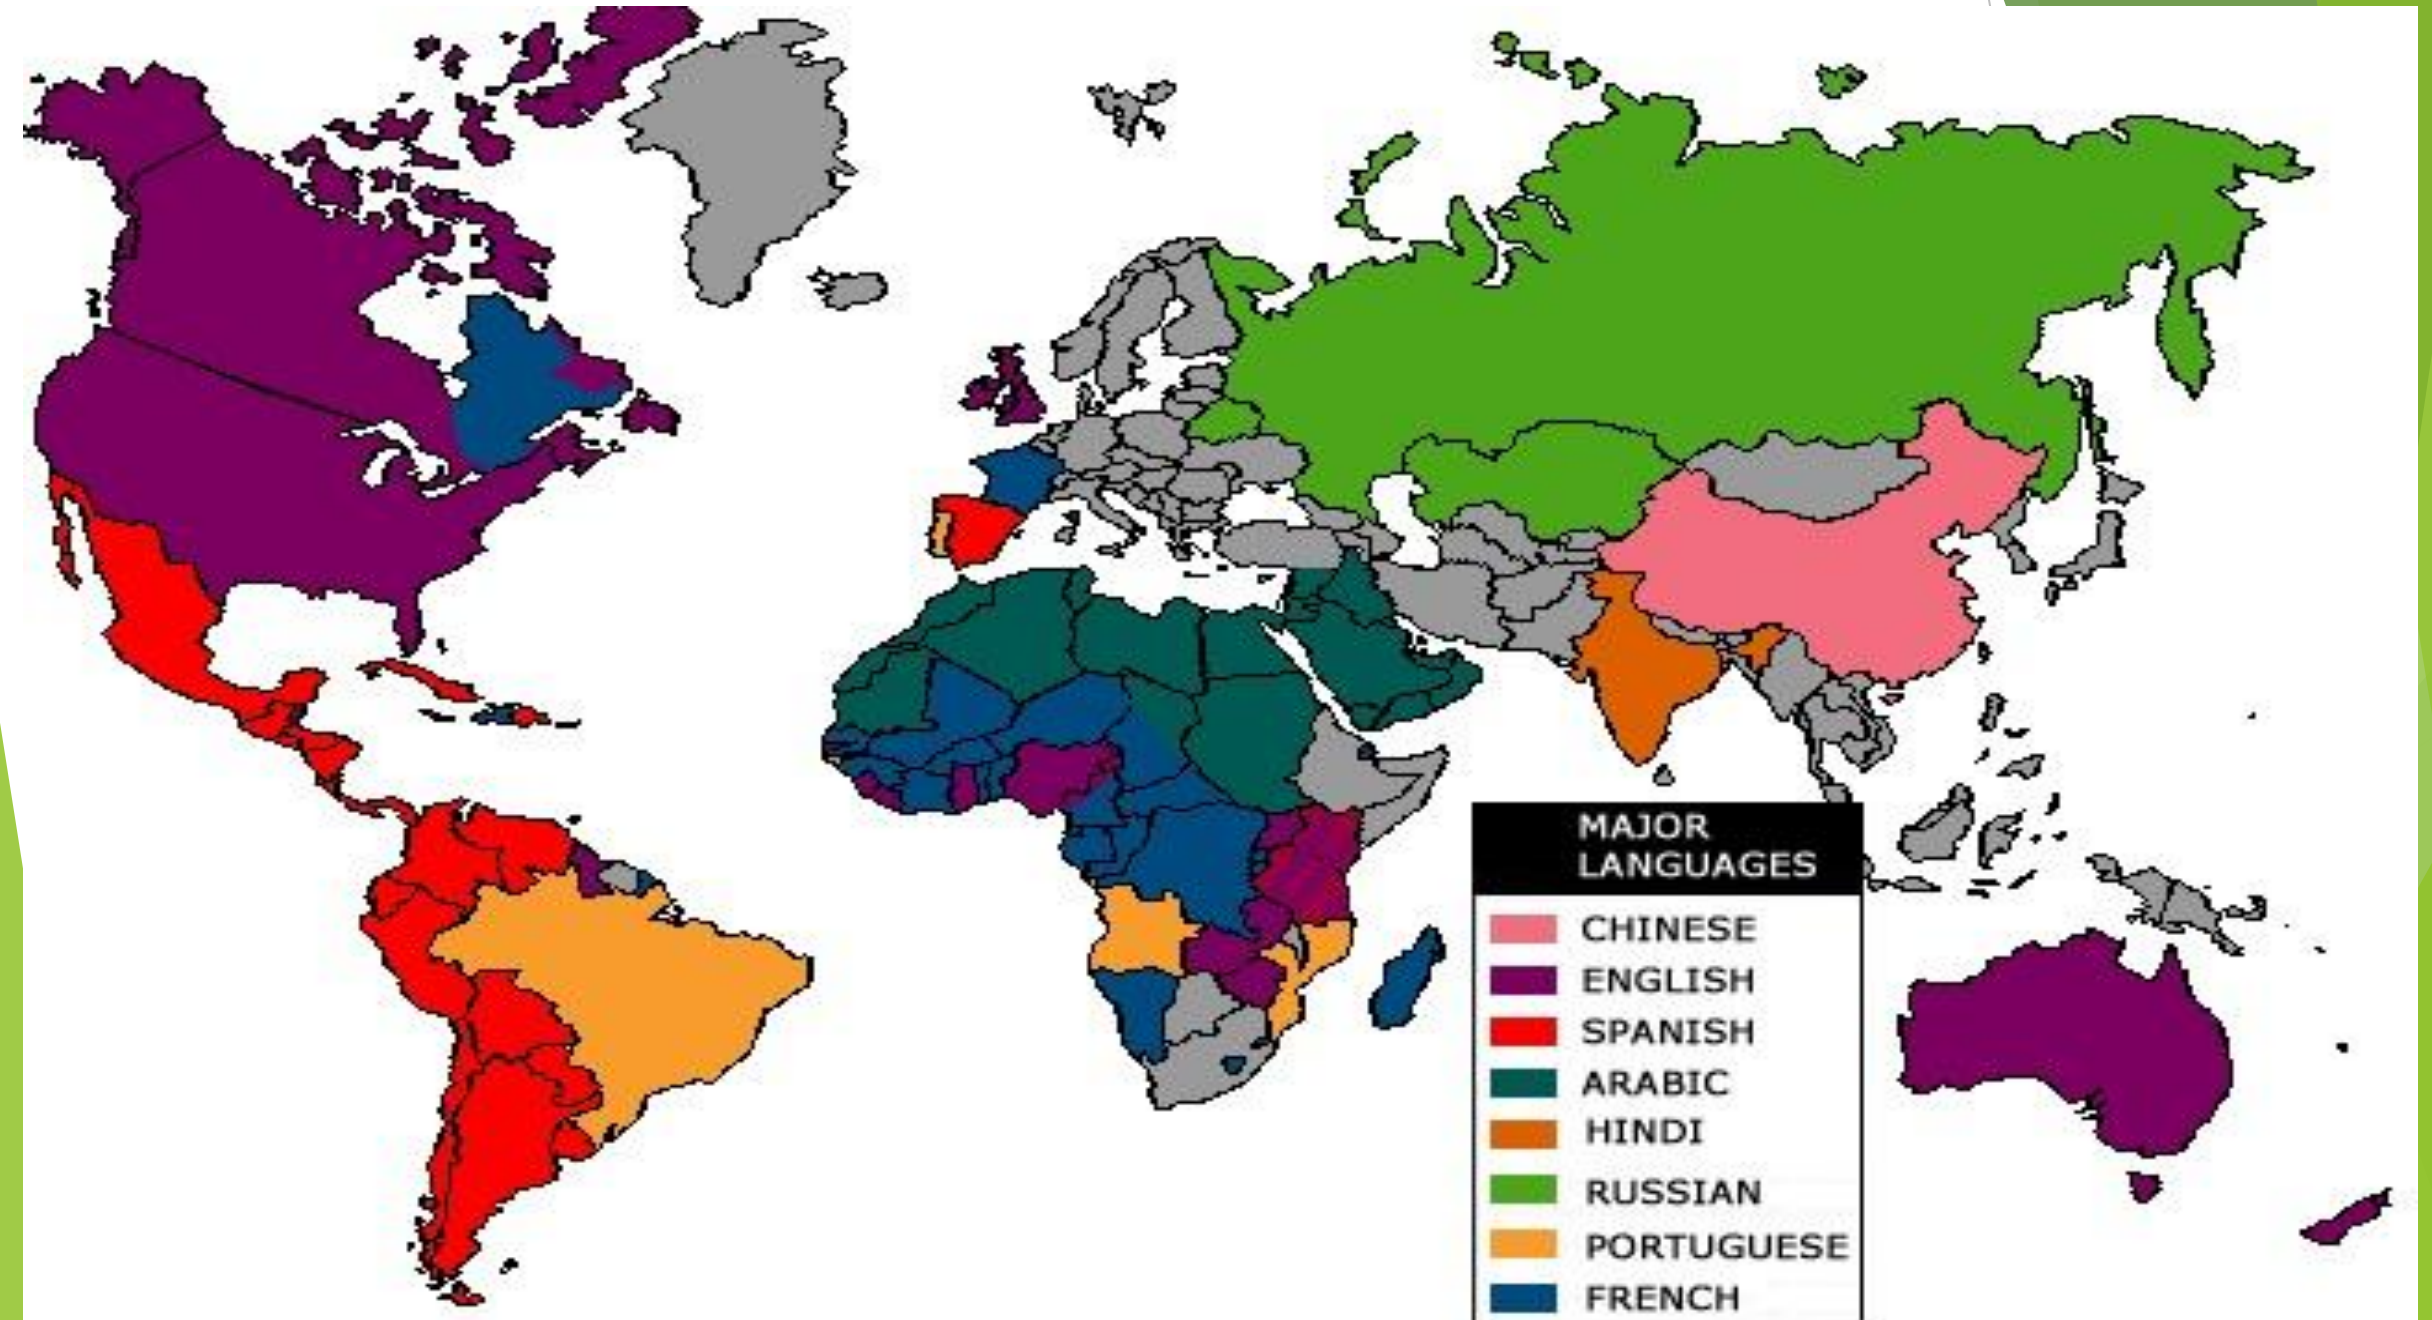 MAJOR
LANGUAGES
CHINESE
ENGLISH
SPANISH
ARABIC
HINDI
RUSSIAN
PORTUGUESE
FRENCH